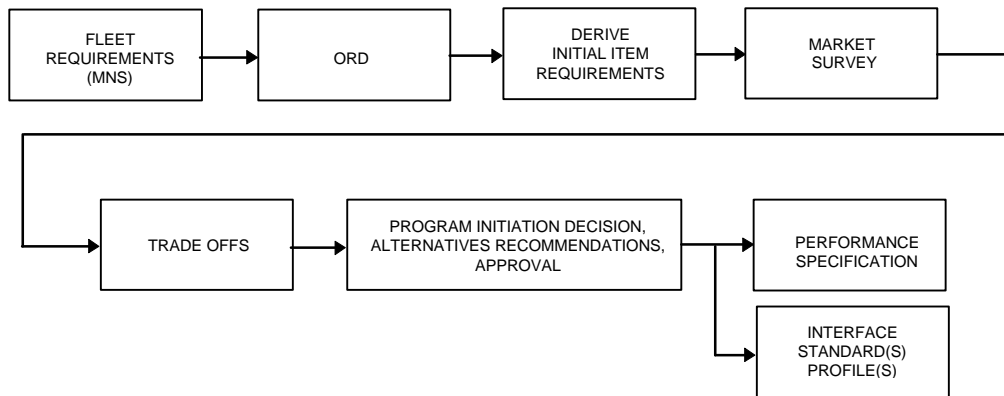 FLEET
REQUIREMENTS
(MNS)
ORD
DERIVE
INITIAL ITEM
REQUIREMENTS
MARKET
SURVEY
TRADE OFFS
PROGRAM INITIATION DECISION,
ALTERNATIVES RECOMMENDATIONS,
APPROVAL
PERFORMANCE
SPECIFICATION
INTERFACE
STANDARD(S)
PROFILE(S)